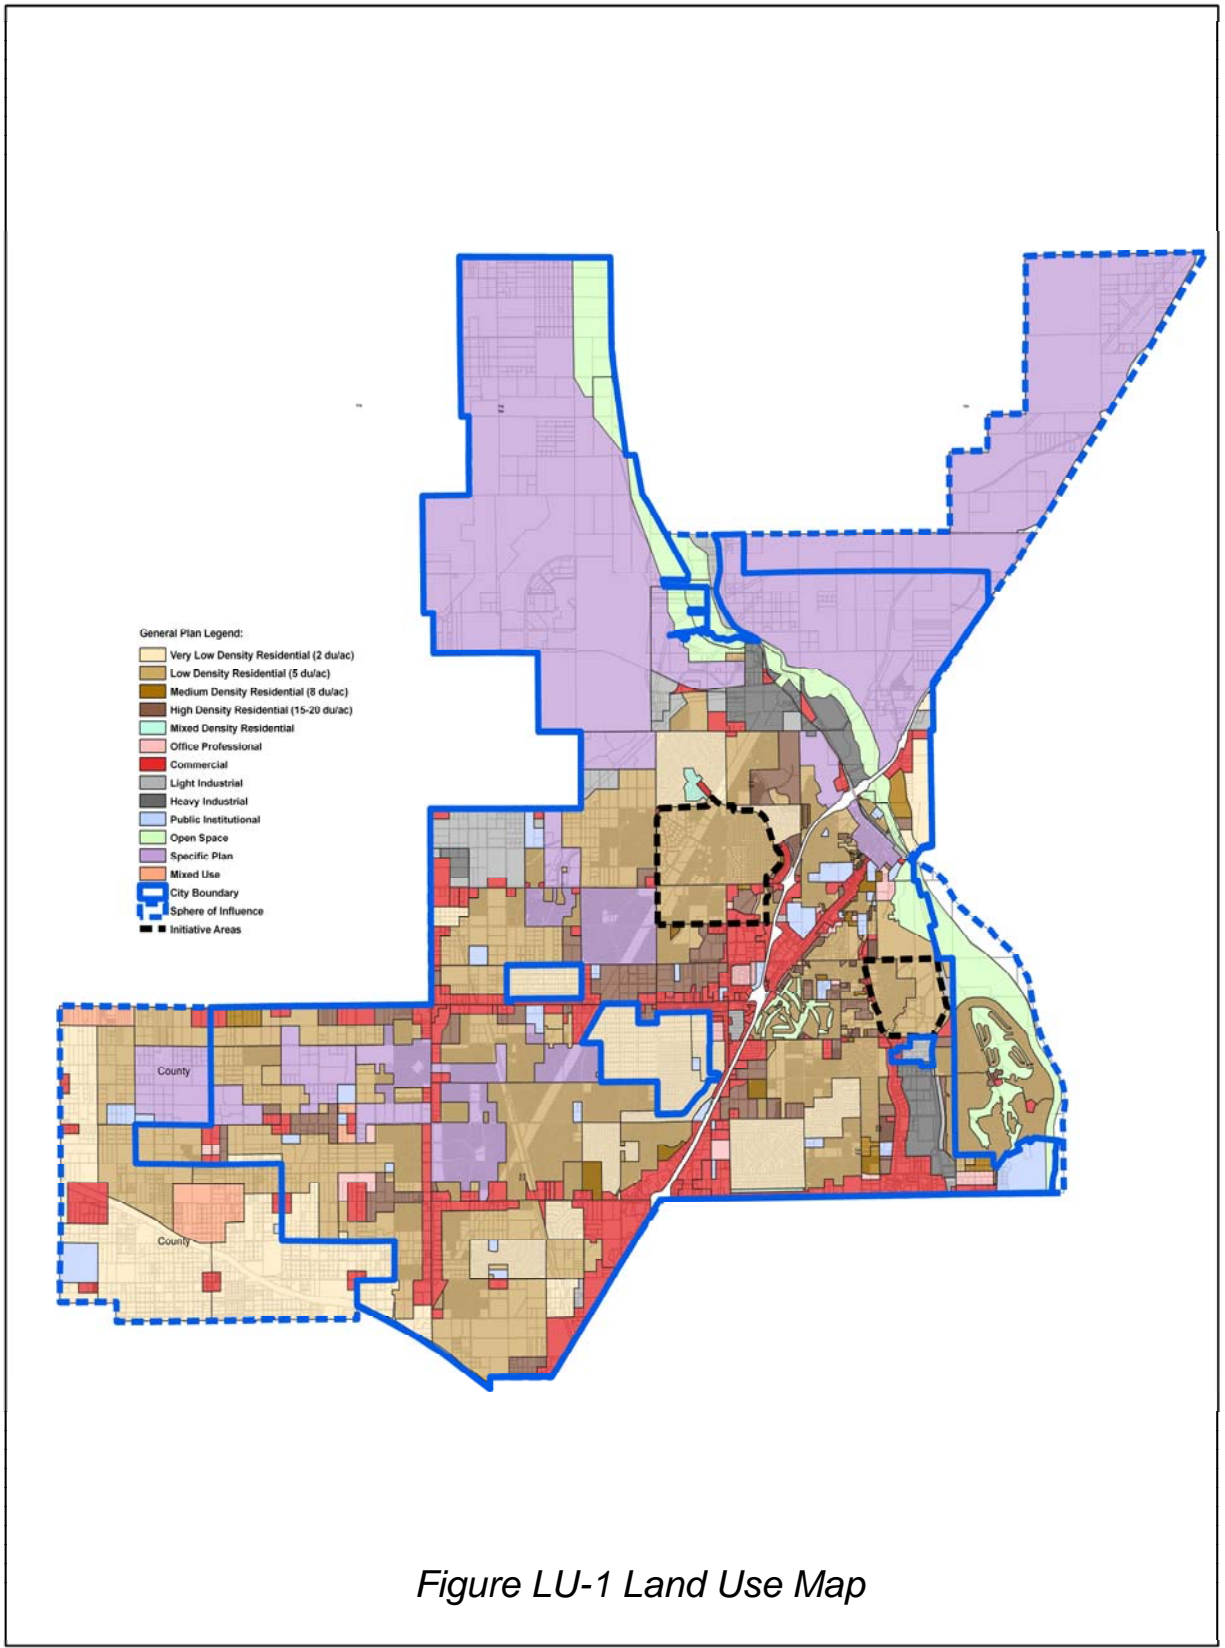 General Plan Legend:
Very Low Density Residential (2 du/ac)
Low Density Residential (5 du/ac)
Medium Density Residential (8 du/ac)
High Density Residential (15-20 du/ac)
Mixed Density Residential
Office Professional
Commercial
Light Industrial
Heavy Industrial
Public Institutional
Open Space
Specific Plan
Mixed Use
City Boundary
Sphere of Influence
Initiative Areas
County
County
Figure LU-1 Land Use Map